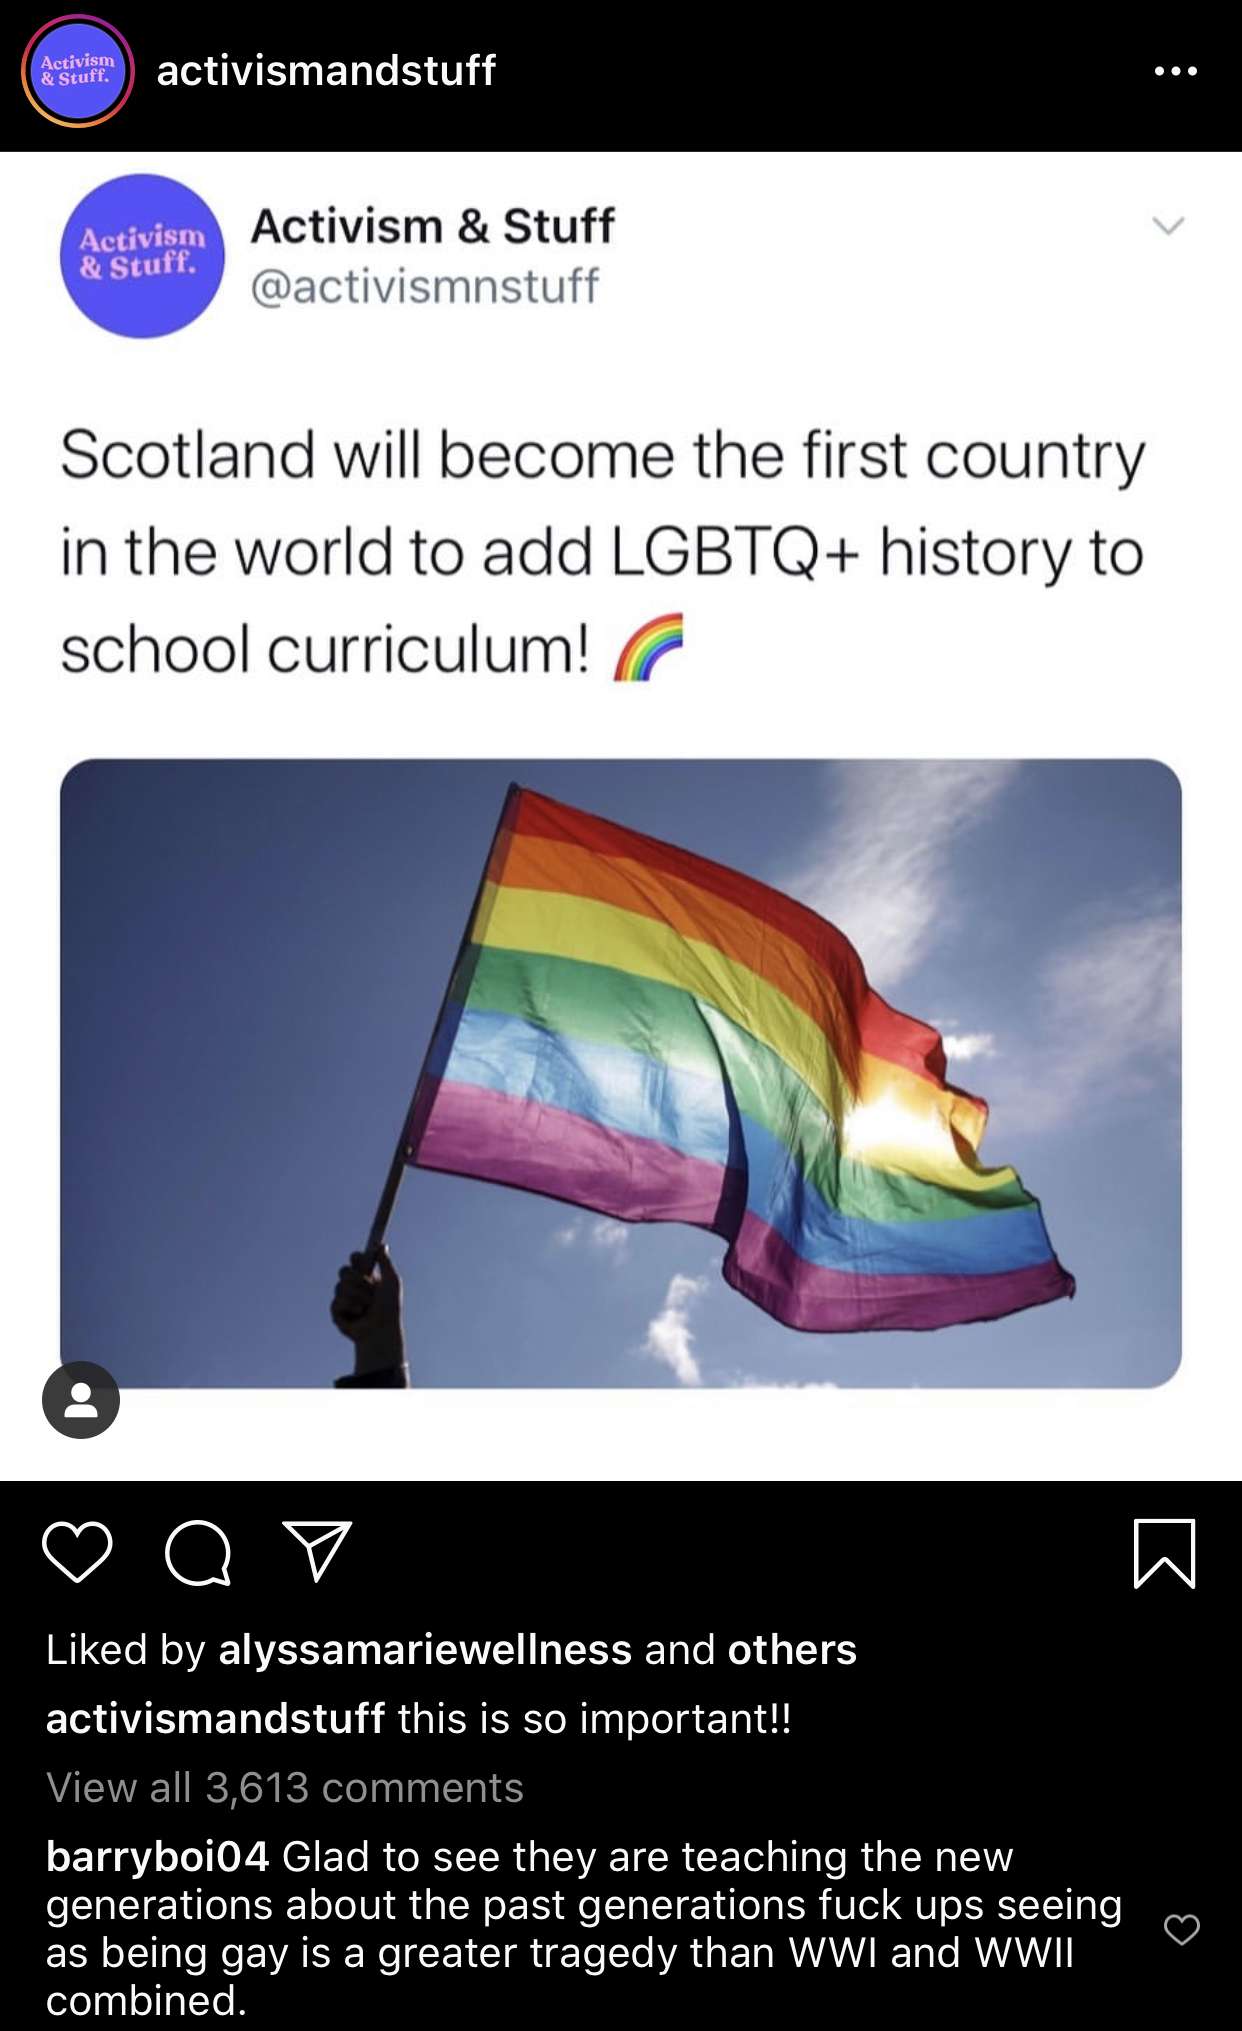 Activism
& Stuff.
activismandstuff
Activism
& Stuff.
Activism & Stuff
@activismnstuff
Scotland will become the first country
in the world to add LGBTQ+ history to
school curriculum! 🌈
Liked by alyssamariewellness and others
activismandstuff this is so important!!
View all 3,613 comments
barryboi04 Glad to see they are teaching the new
generations about the past generations fuck ups seeing
as being gay is a greater tragedy than WWI and WWII
combined.